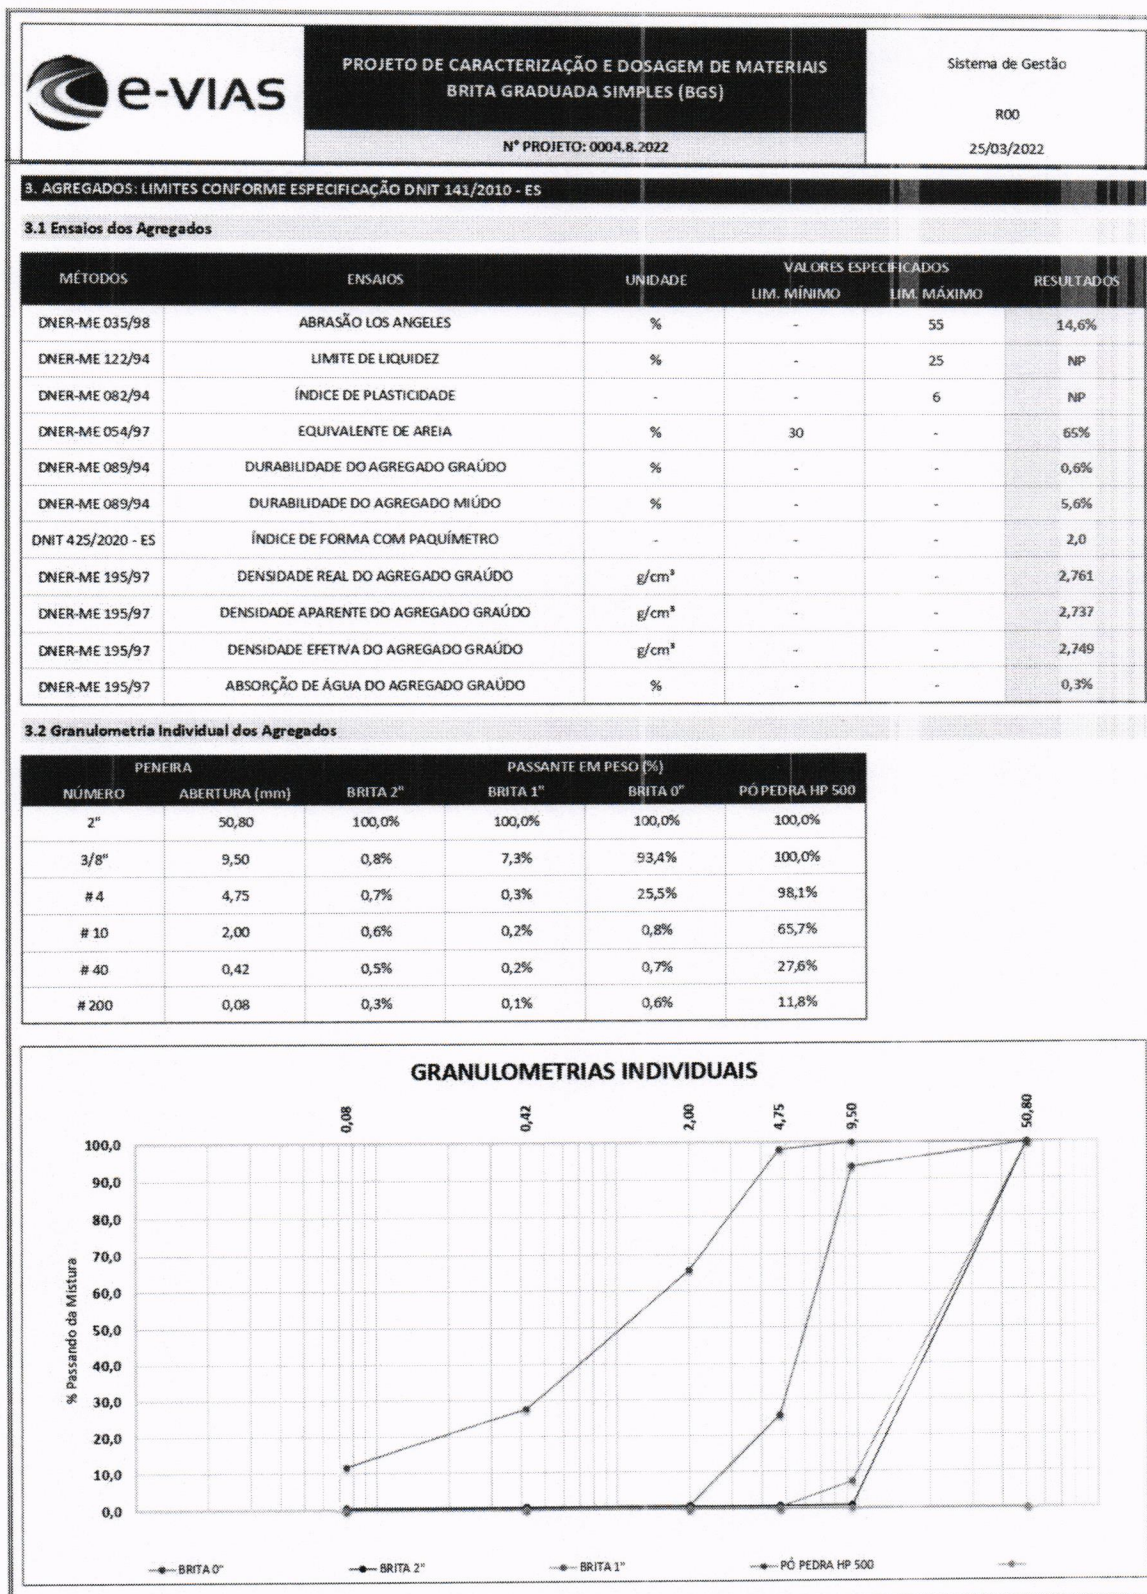 e-VIAS
PROJETO DE CARACTERIZAÇÃO E DOSAGEM DE MATERIAIS
BRITA GRADUADA SIMPLES (BGS)
N° PROJETO: 0004.8.2022
Sistema de Gestão
R00
25/03/2022
3. AGREGADOS: LIMITES CONFORME ESPECIFICAÇÃO DNIT 141/2010 - ES
3.1 Ensaios dos Agregados
MÉTODOS ENSAIOS UNIDADE VALORES ESPECIFICADOS RESULTADOS
LIM. MÍNIMO LIM. MÁXIMO
DNER-ME 035/98 ABRASÃO LOS ANGELES % - 55 14,6%
DNER-ME 122/94 LIMITE DE LIQUIDEZ % - 25 NP
DNER-ME 082/94 ÍNDICE DE PLASTICIDADE - - 6 NP
DNER-ME 054/97 EQUIVALENTE DE AREIA % 30 - 65%
DNER-ME 089/94 DURABILIDADE DO AGREGADO GRAÚDO % - - 0,6%
DNER-ME 089/94 DURABILIDADE DO AGREGADO MIÚDO % - - 5,6%
DNIT 425/2020 - ES ÍNDICE DE FORMA COM PAQUÍMETRO - - - 2,0
DNER-ME 195/97 DENSIDADE REAL DO AGREGADO GRAÚDO g/cm³ - - 2,761
DNER-ME 195/97 DENSIDADE APARENTE DO AGREGADO GRAÚDO g/cm³ - - 2,737
DNER-ME 195/97 DENSIDADE EFETIVA DO AGREGADO GRAÚDO g/cm³ - - 2,749
DNER-ME 195/97 ABSORÇÃO DE ÁGUA DO AGREGADO GRAÚDO % - - 0,3%
3.2 Granulometria Individual dos Agregados
PENEIRA PASSANTE EM PESO (%)
NÚMERO ABERTURA (mm) BRITA 2" BRITA 1" BRITA 0" PÓ PEDRA HP 500
2" 50,80 100,0% 100,0% 100,0% 100,0%
3/8" 9,50 0,8% 7,3% 93,4% 100,0%
# 4 4,75 0,7% 0,3% 25,5% 98,1%
# 10 2,00 0,6% 0,2% 0,8% 65,7%
# 40 0,42 0,5% 0,2% 0,7% 27,6%
# 200 0,08 0,3% 0,1% 0,6% 11,8%
GRANULOMETRIAS INDIVIDUAIS
0,08 0,42 2,00 4,75 9,50 50,80
% Passando da Mistura
100,0
90,0
80,0
70,0
60,0
50,0
40,0
30,0
20,0
10,0
0,0
BRITA 0" BRITA 2" BRITA 1" PÓ PEDRA HP 500